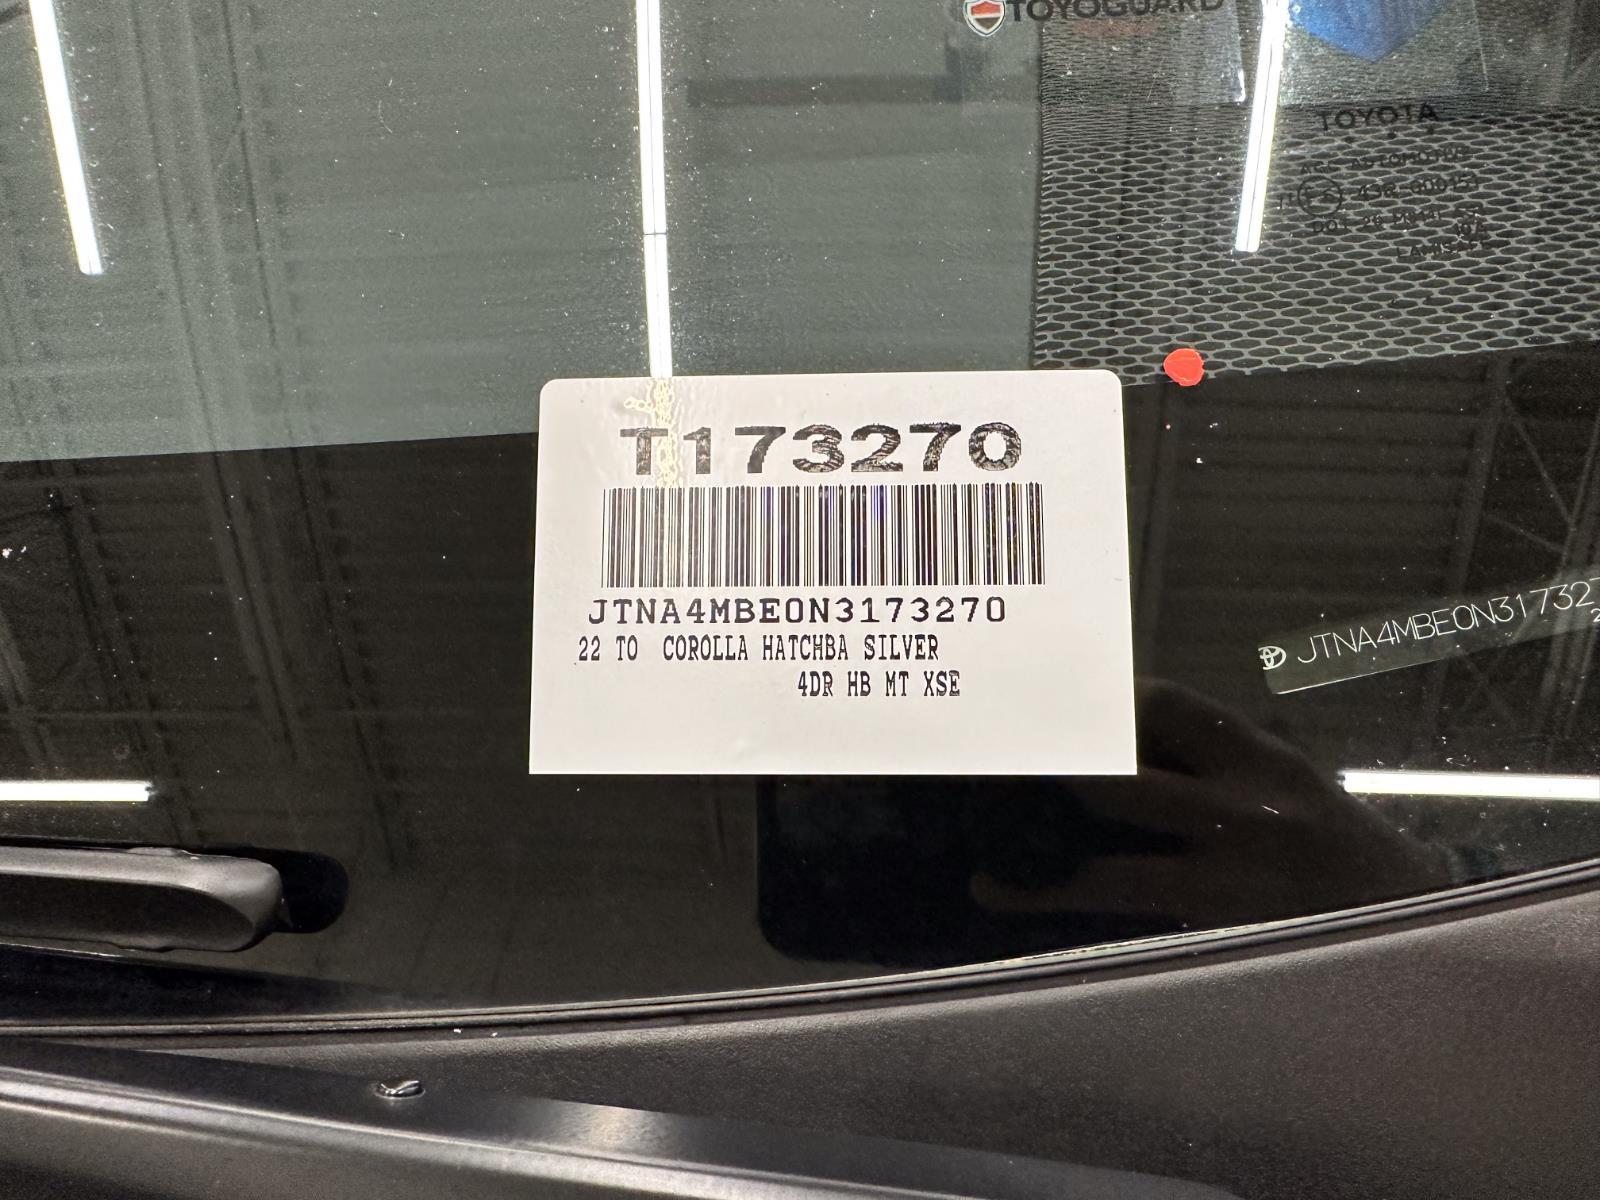 TOYOGUARD
TOYOTA
T173270
JTNA4MBE0N3173270
22 TO COROLLA HATCHBA SILVER
4DR HB MT XSE
JTNA4MBE0N31732